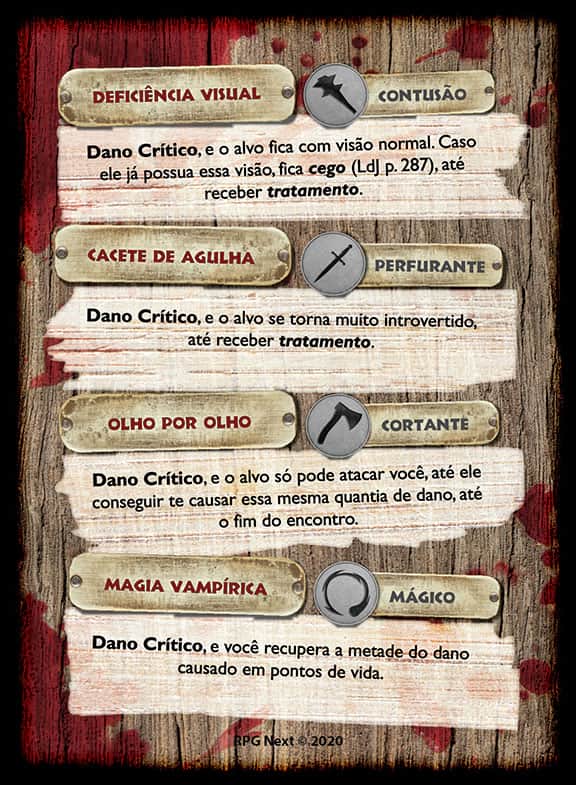 DEFICIÊNCIA VISUAL
CONTUSÃO
Dano Crítico, e o alvo fica com visão normal. Caso
ele já possua essa visão, fica cego (LdJ p. 287), até
receber tratamento.
CACETE DE AGULHA
PERFURANTE
Dano Crítico, e o alvo se torna muito introvertido,
até receber tratamento.
OLHO POR OLHO
CORTANTE
Dano Crítico, e o alvo só pode atacar você, até ele
conseguir te causar essa mesma quantia de dano, até
o fim do encontro.
MAGIA VAMPÍRICA
MÁGICO
Dano Crítico, e você recupera a metade do dano
causado em pontos de vida.
RPG Next © 2020